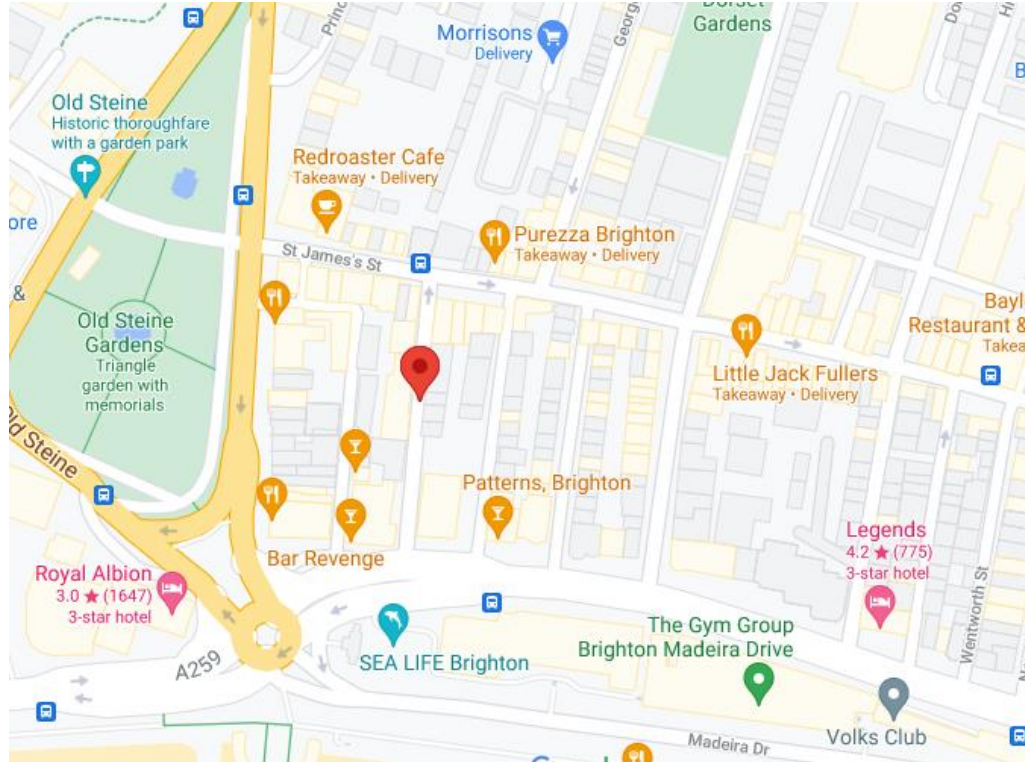 Dorset
Gardens
Morrisons
Delivery
Georg
Princ
Old Steine
Historic thoroughfare
with a garden park
Redroaster Cafe
Takeaway • Delivery
ore
Purezza Brighton
Takeaway • Delivery
St James's St
&
Old Steine
Gardens
Triangle
garden with
memorials
Bayl
Restaurant &
Takea
Little Jack Fullers
Takeaway • Delivery
Old Steine
Patterns, Brighton
Bar Revenge
Legends
4.2 ★ (775)
3-star hotel
Royal Albion
3.0 ★ (1647)
3-star hotel
Wentworth St
The Gym Group
Brighton Madeira Drive
SEA LIFE Brighton
A259
Volks Club
Madeira Dr